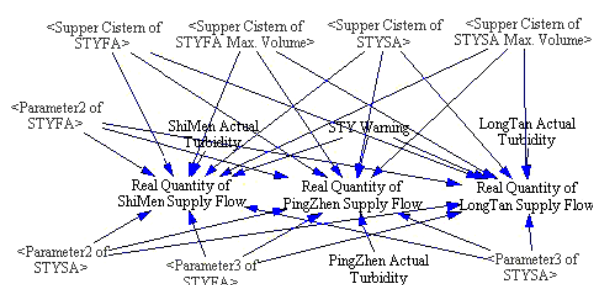 <Supper Cistern of
STYFA>
<Supper Cistern of
STYFA Max. Volume>
<Supper Cistern of
STYSA>
<Supper Cistern of
STYSA Max. Volume>
<Parameter2 of
STYFA>
ShiMen Actual
Turbidity
STY Warning
LongTan Actual
Turbidity
Real Quantity of
ShiMen Supply Flow
Real Quantity of
PingZhen Supply Flow
Real Quantity of
LongTan Supply Flow
<Parameter2 of
STYSA>
<Parameter3 of
STYFA>
PingZhen Actual
Turbidity
<Parameter3 of
STYSA>